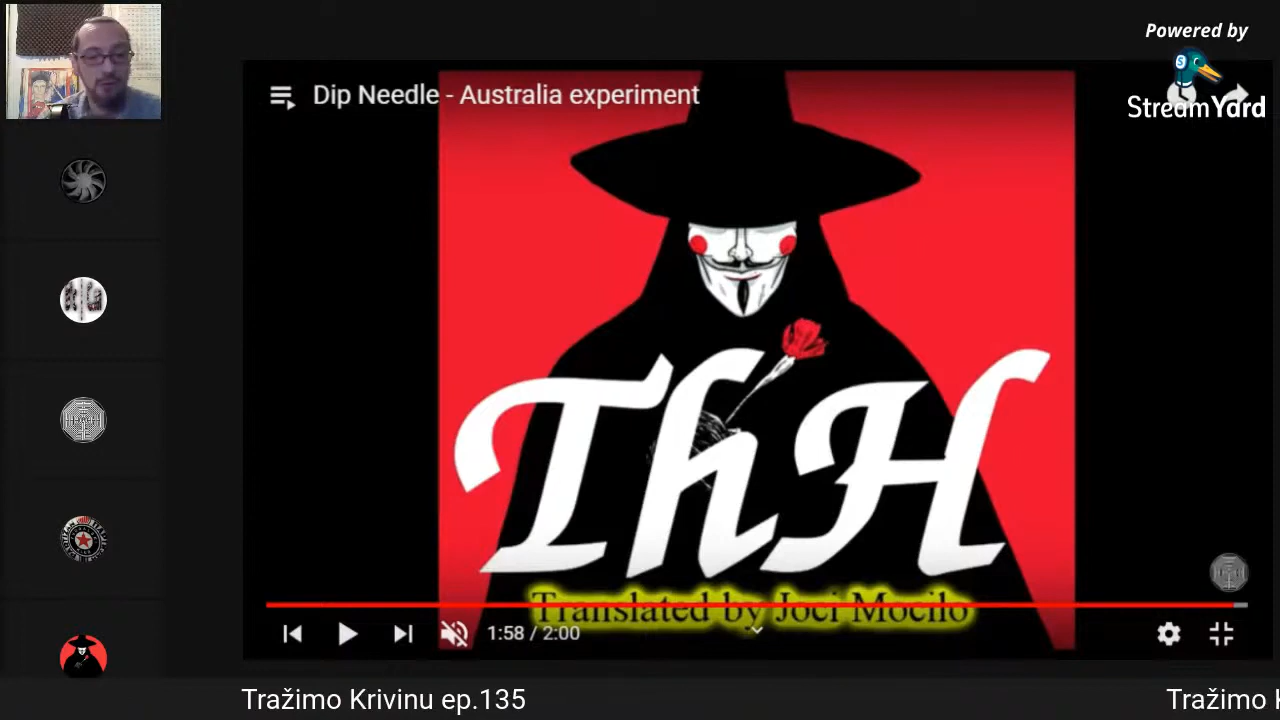 Powered by
StreamYard
Dip Needle - Australia experiment
ThH
Translated by Joci Mocilo
1:58 / 2:00
Tražimo Krivinu ep.135
Tražimo K